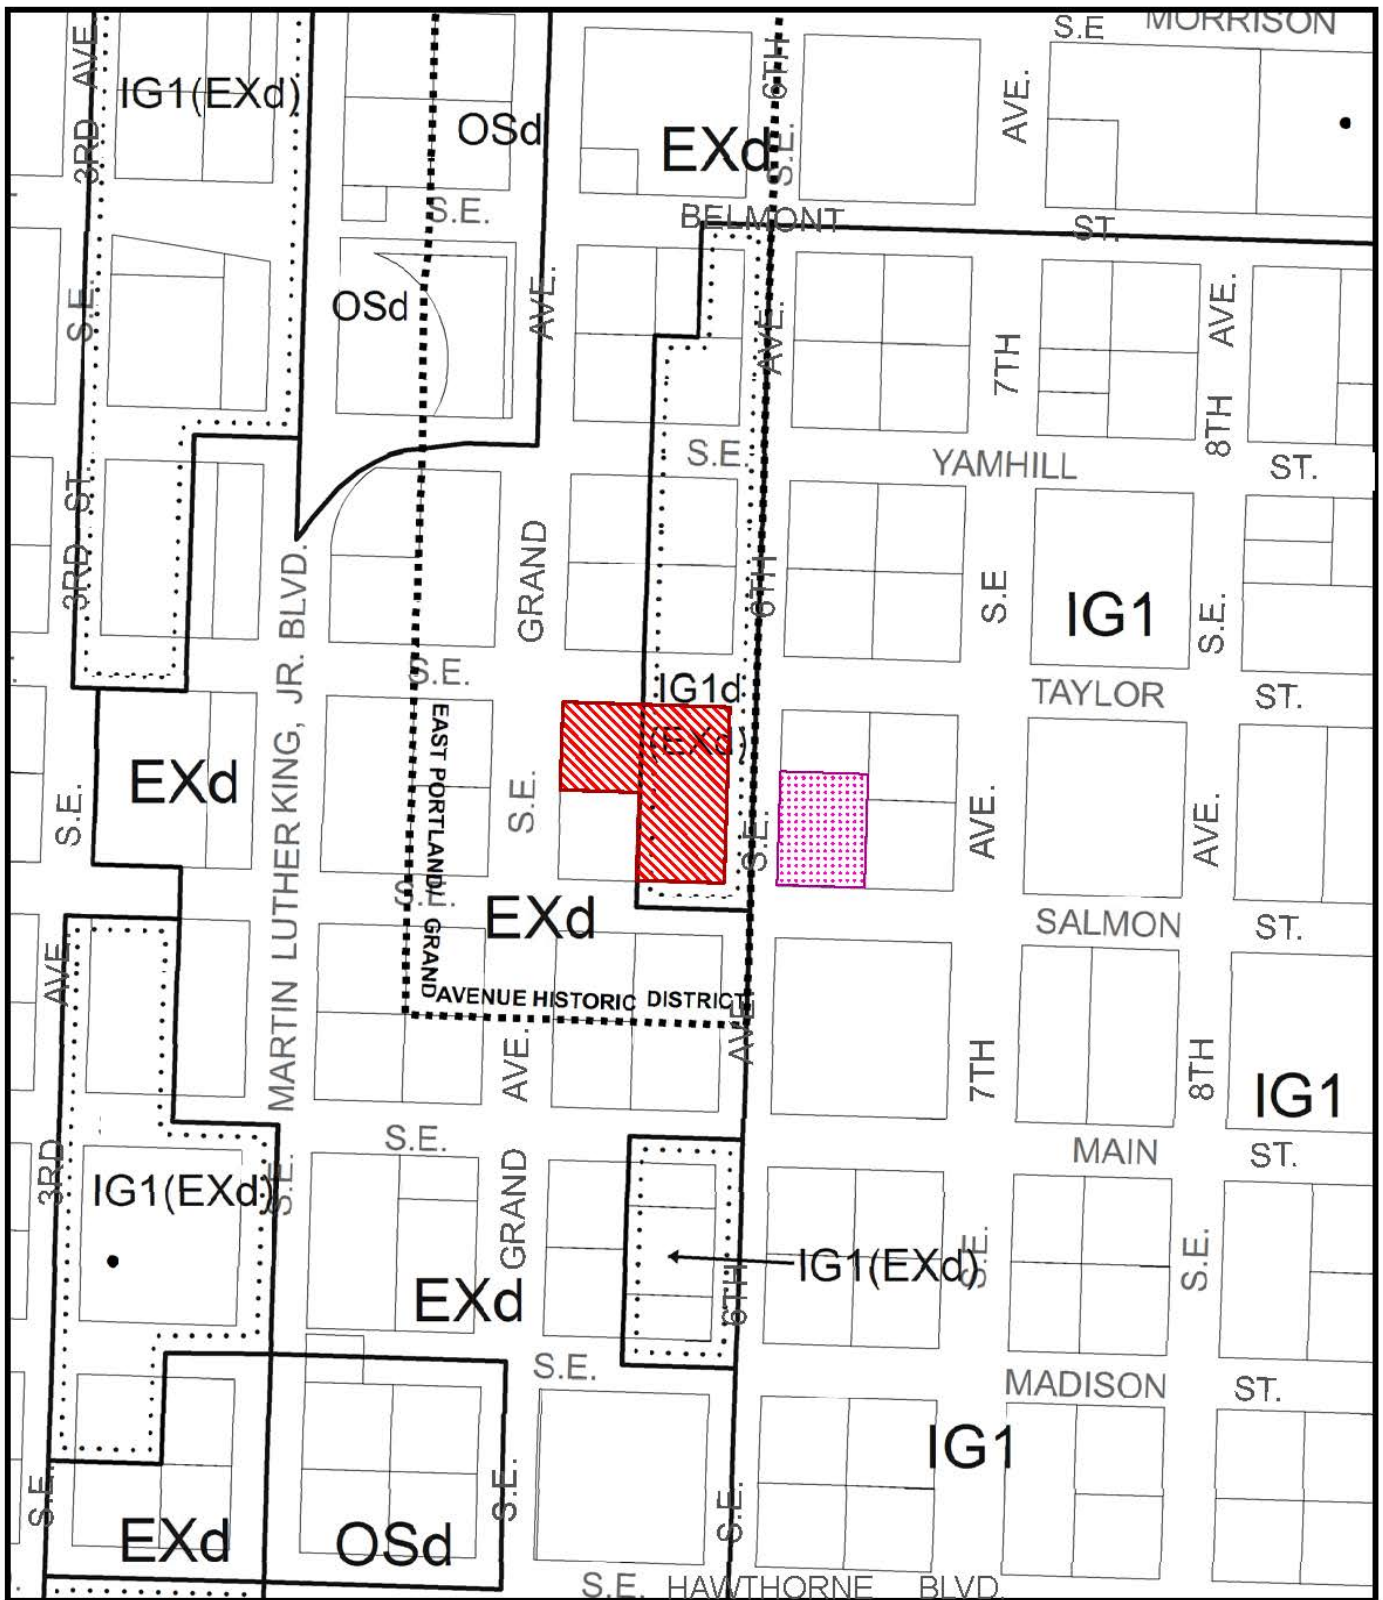 S.E MORRISON
3RD AVE
IG1(EXd)
OSd
EXd
S.E. 6TH
AVE.
S.E.
BELMONT ST.
S.E.
OSd
AVE.
AVE.
7TH
8TH AVE.
S.E. YAMHILL ST.
3RD ST.
GRAND
6TH
S.E
IG1
S.E.
S.E. TAYLOR ST.
IG1d
(EXd)
EXd
S.E.
MARTIN LUTHER KING, JR. BLVD.
S.E.
EAST PORTLAND/ GRAND
AVENUE HISTORIC DISTRICT
S.E.
AVE.
AVE.
S.E. SALMON ST.
EXd
AVE
AVE.
AVE.
7TH
8TH
IG1
S.E. MAIN ST.
3RD
IG1(EXd)
S.E.
GRAND
EXd
IG1(EXd)
6TH
S.E.
S.E.
S.E. MADISON ST.
IG1
S.E.
EXd
OSd
S.E.
S.E.
S.E. HAWTHORNE BLVD.